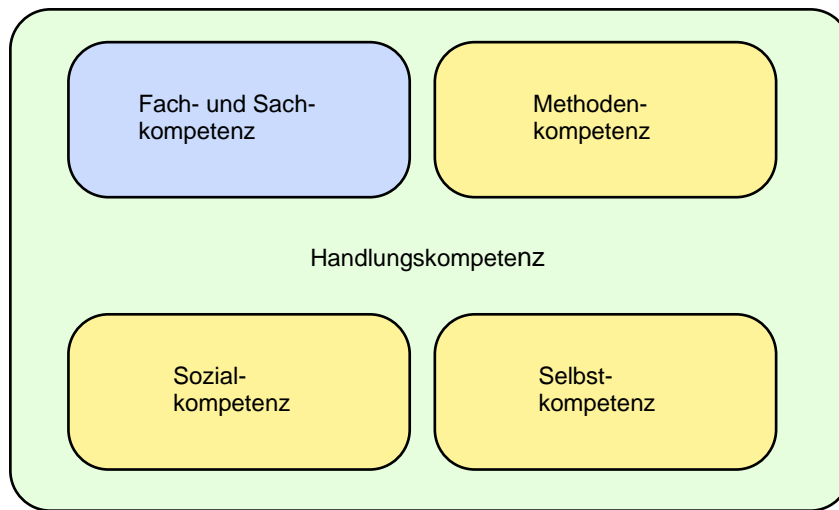 Fach- und Sach-
kompetenz
Methoden-
kompetenz
Handlungskompetenz
Sozial-
kompetenz
Selbst-
kompetenz